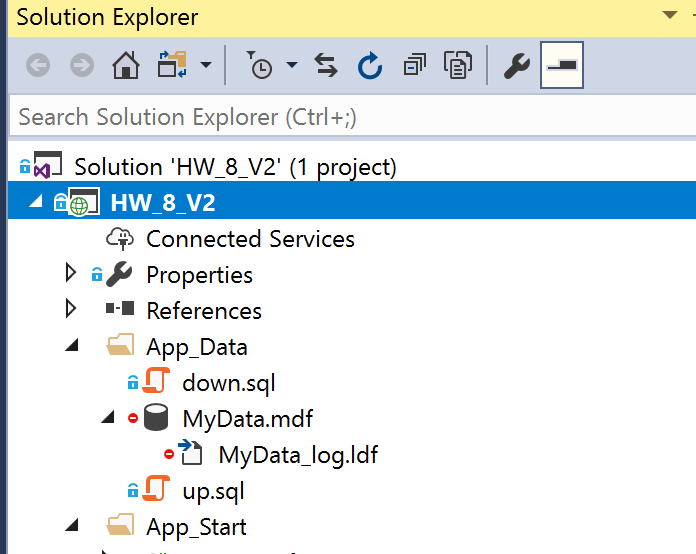 Solution Explorer
Search Solution Explorer (Ctrl+;)
Solution 'HW_8_V2' (1 project)
HW_8_V2
Connected Services
Properties
References
App_Data
down.sql
MyData.mdf
MyData_log.ldf
up.sql
App_Start